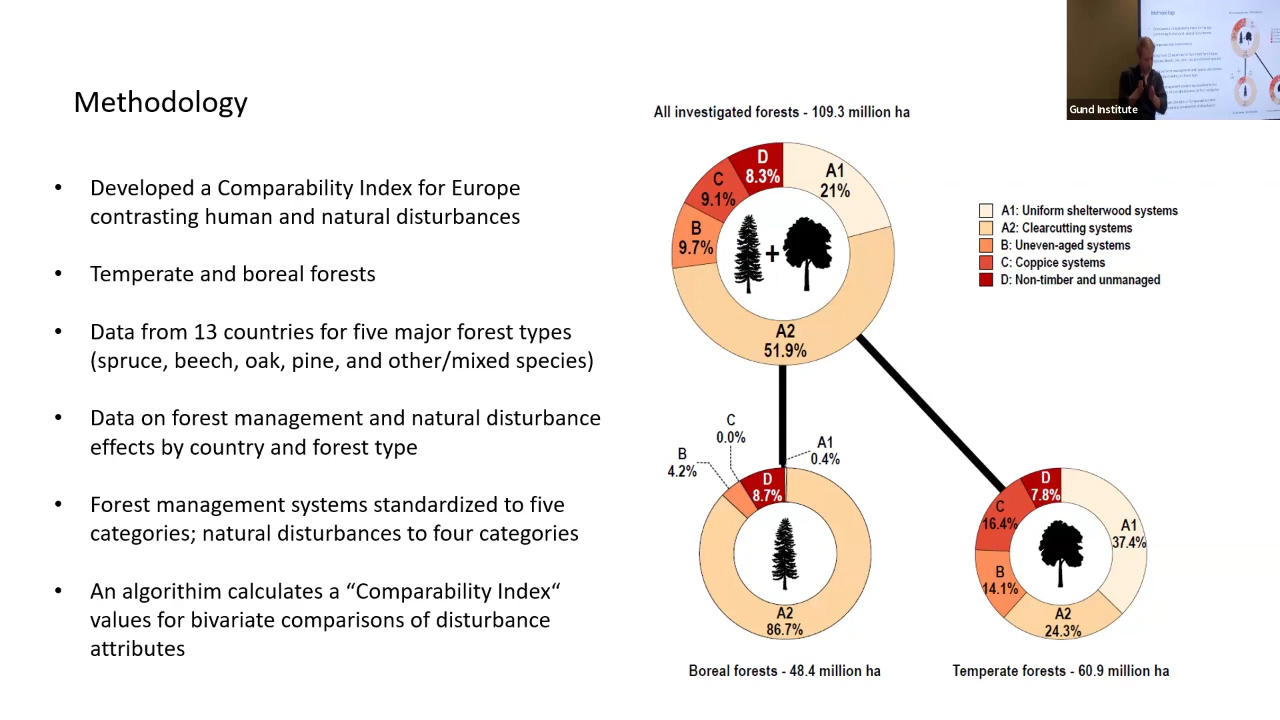 Methodology
• Developed a Comparability Index for Europe
contrasting human and natural disturbances
• Temperate and boreal forests
• Data from 13 countries for five major forest types
(spruce, beech, oak, pine, and other/mixed species)
• Data on forest management and natural disturbance
effects by country and forest type
• Forest management systems standardized to five
categories; natural disturbances to four categories
• An algorithim calculates a “Comparability Index“
values for bivariate comparisons of disturbance
attributes
All investigated forests - 109.3 million ha
D
8.3%
A1
21%
C
9.1%
B
9.7%
+
A2
51.9%
A1: Uniform shelterwood systems
A2: Clearcutting systems
B: Uneven-aged systems
C: Coppice systems
D: Non-timber and unmanaged
C
0.0%
B
4.2%
A1
0.4%
D
8.7%
A2
86.7%
Boreal forests - 48.4 million ha
D
7.8%
C
16.4%
A1
37.4%
B
14.1%
A2
24.3%
Temperate forests - 60.9 million ha
Gund Institute
Methodology